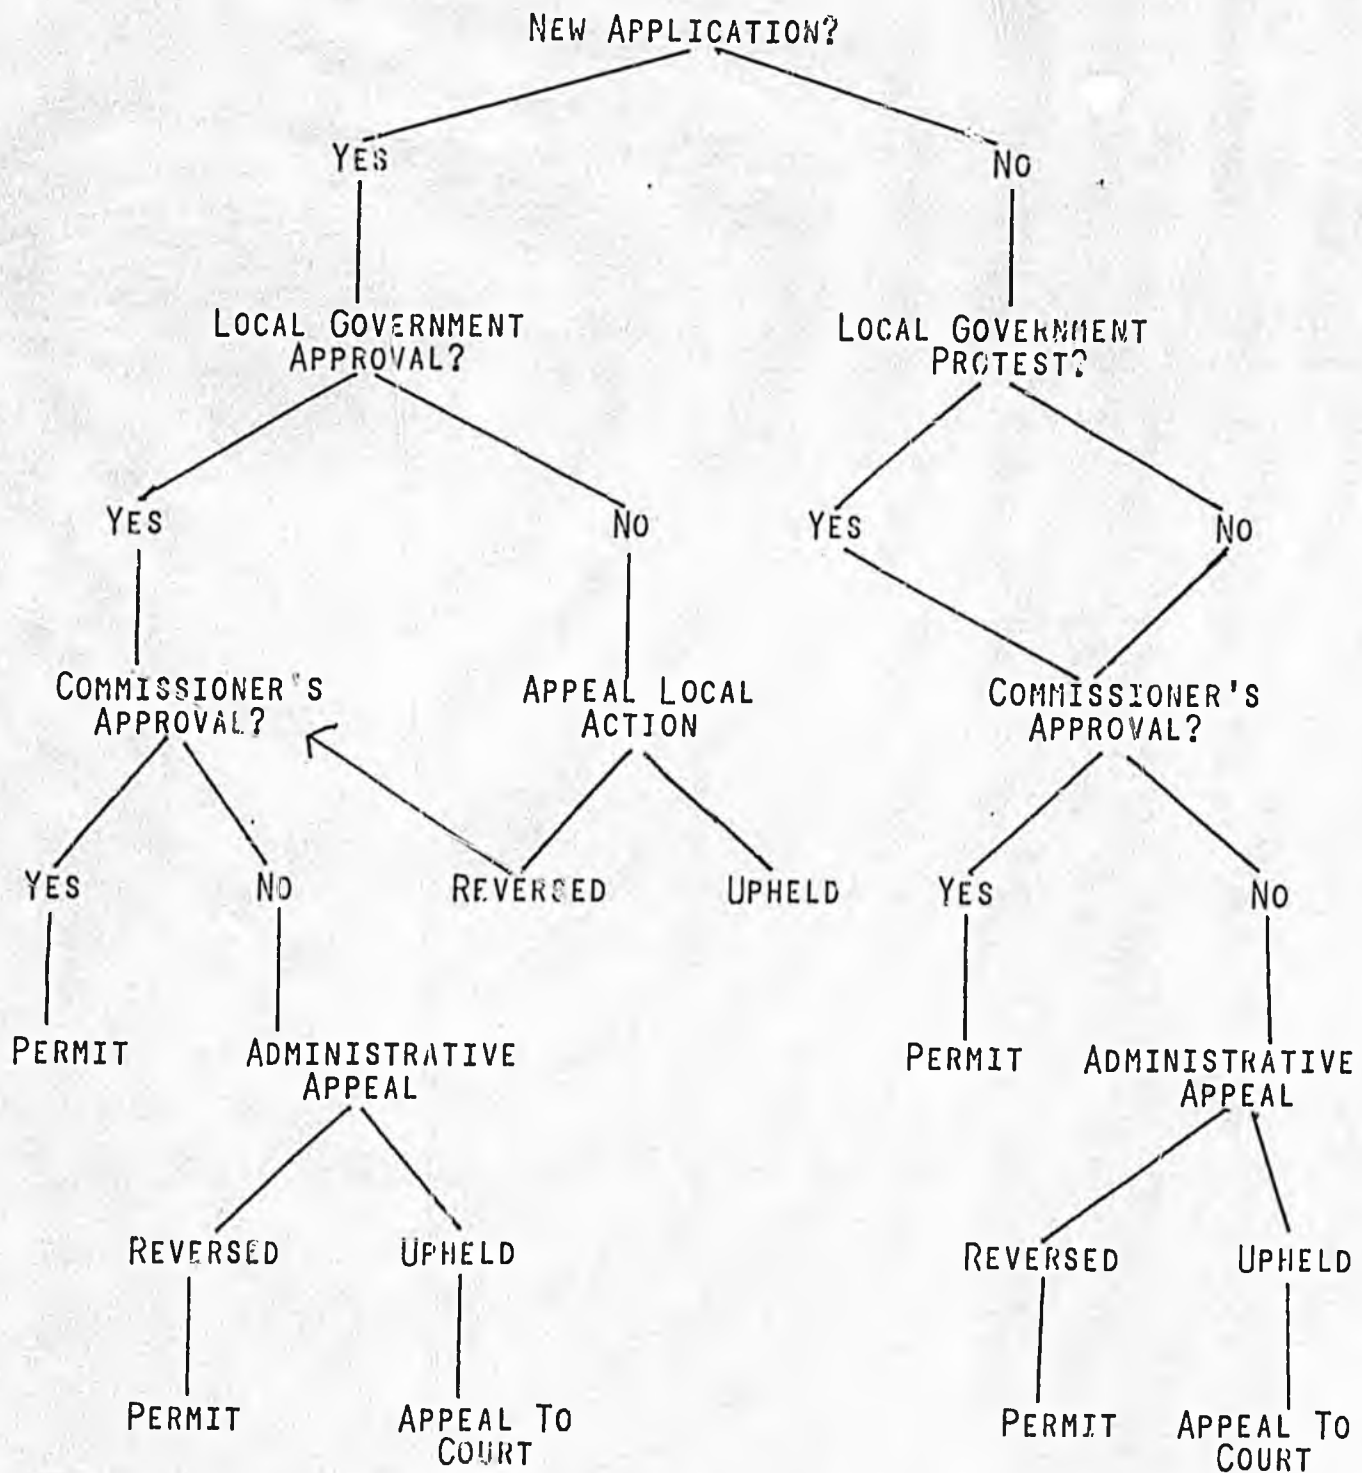 NEW APPLICATION?
YES
NO
LOCAL GOVERNMENT
APPROVAL?
LOCAL GOVERNMENT
PROTEST?
YES
NO
YES
NO
COMMISSIONER'S
APPROVAL?
APPEAL LOCAL
ACTION
COMMISSIONER'S
APPROVAL?
YES
NO
REVERSED
UPHELD
YES
NO
PERMIT
ADMINISTRATIVE
APPEAL
PERMIT
ADMINISTRATIVE
APPEAL
REVERSED
UPHELD
REVERSED
UPHELD
PERMIT
APPEAL TO
COURT
PERMIT
APPEAL TO
COURT